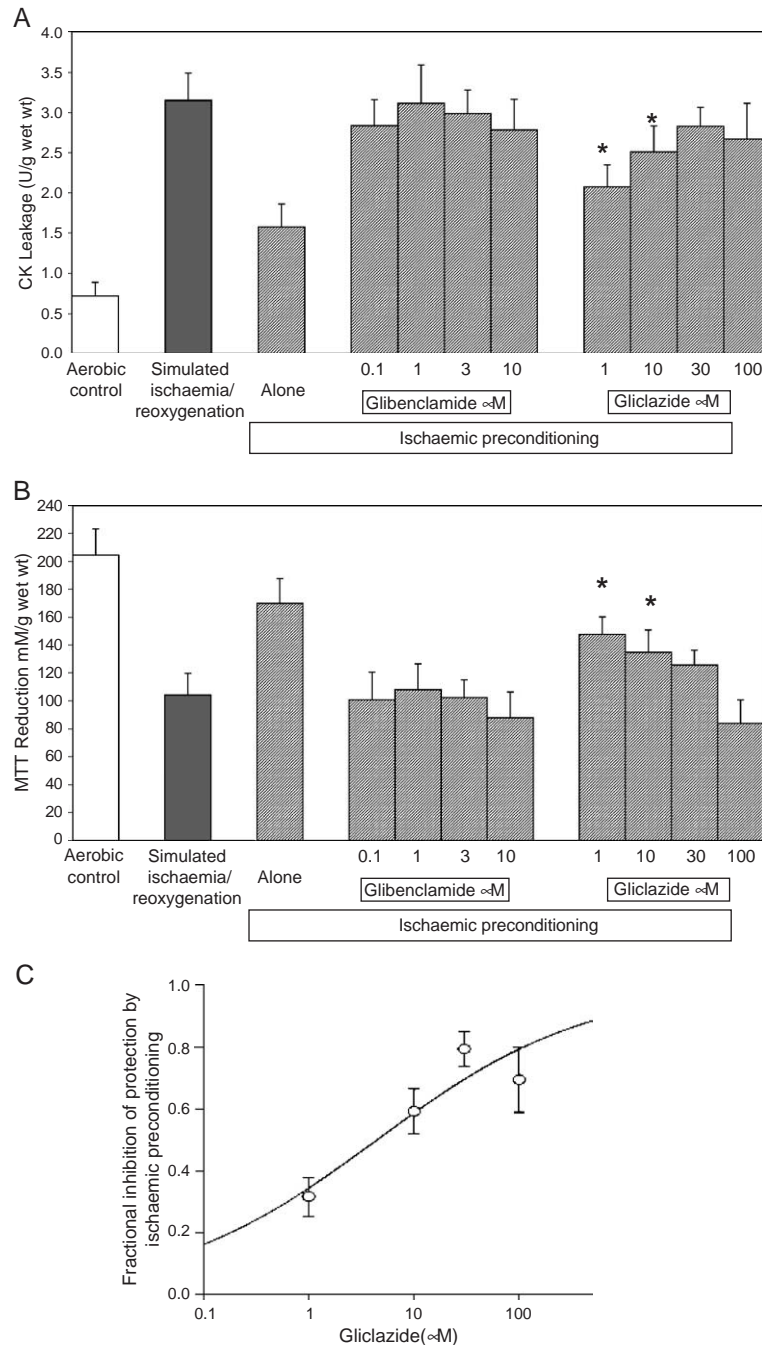 A
CK Leakage (U/g wet wt)
4.0
3.5
3.0
2.5
2.0
1.5
1.0
0.5
0.0
* *
Aerobic
control
Simulated
ischaemia/
reoxygenation
Alone
0.1 1 3 10
Glibenclamide ∝M
1 10 30 100
Gliclazide ∝M
Ischaemic preconditioning
B
MTT Reduction mM/g wet wt)
240
220
200
180
160
140
120
100
80
60
40
20
0
* *
Aerobic
control
Simulated
ischaemia/
reoxygenation
Alone
0.1 1 3 10
Glibenclamide ∝M
1 10 30 100
Gliclazide ∝M
Ischaemic preconditioning
C
Fractional inhibition of protection by
ischaemic preconditioning
1.0
0.8
0.6
0.4
0.2
0.0
0.1 1 10 100
Gliclazide(∝M)